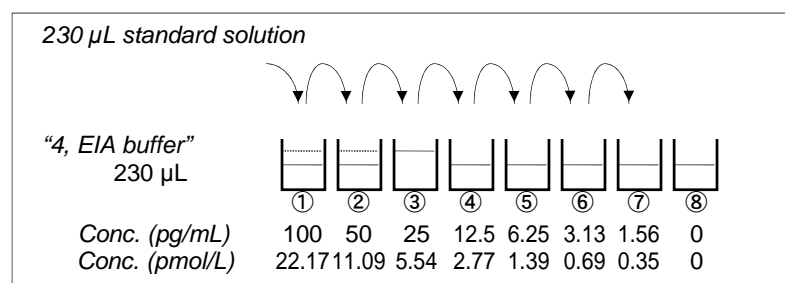 230 µL standard solution
“4, EIA buffer”
230 µL
① ② ③ ④ ⑤ ⑥ ⑦ ⑧
Conc. (pg/mL) 100 50 25 12.5 6.25 3.13 1.56 0
Conc. (pmol/L) 22.17 11.09 5.54 2.77 1.39 0.69 0.35 0